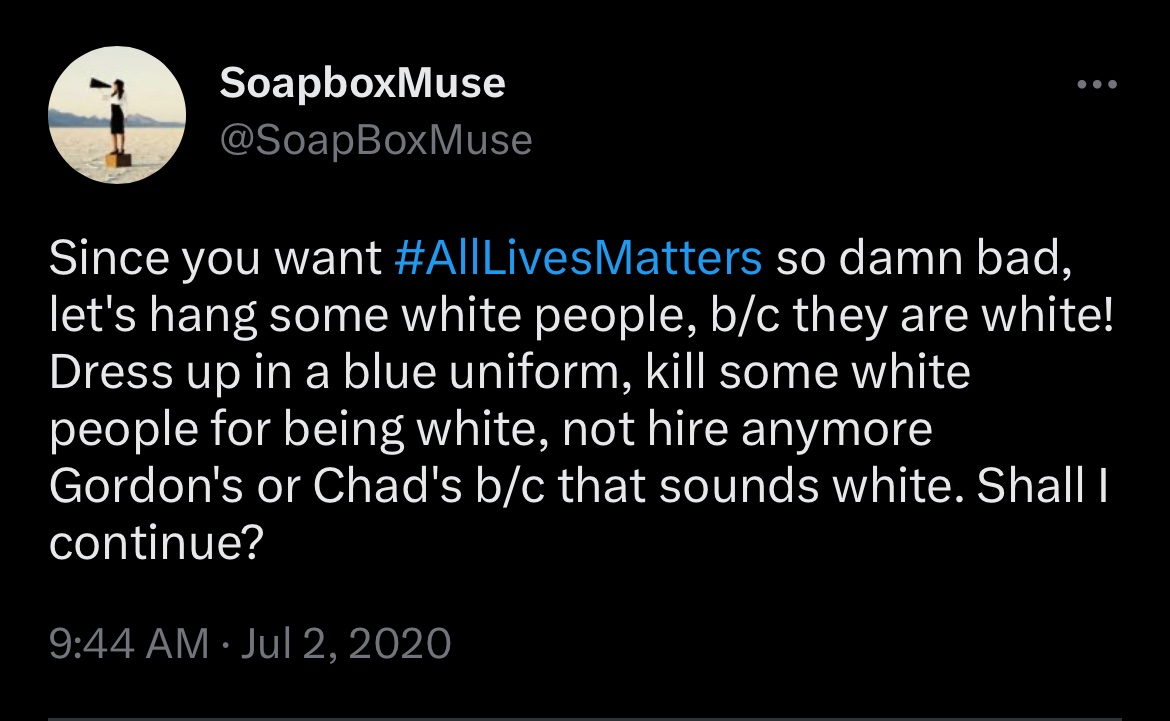 SoapboxMuse
@SoapBoxMuse
Since you want #AllLivesMatters so damn bad,
let's hang some white people, b/c they are white!
Dress up in a blue uniform, kill some white
people for being white, not hire anymore
Gordon's or Chad's b/c that sounds white. Shall I
continue?
9:44 AM · Jul 2, 2020